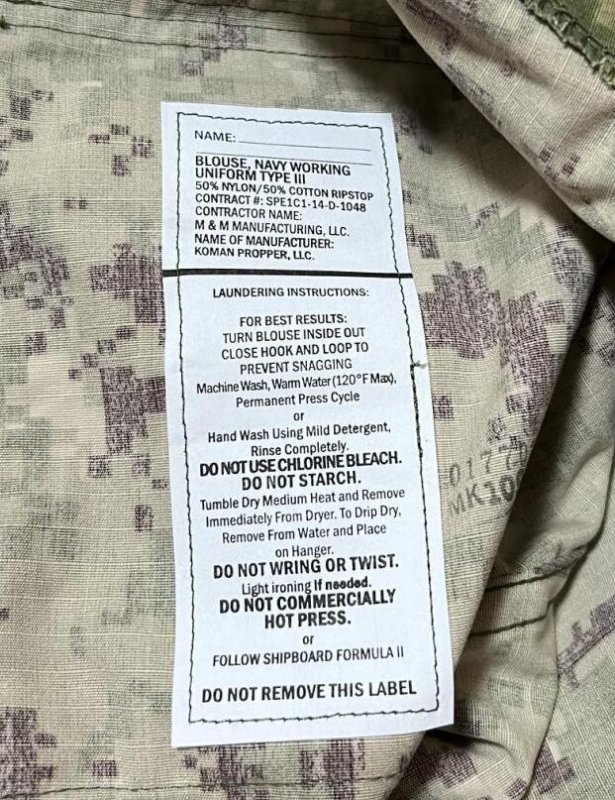 NAME:
BLOUSE, NAVY WORKING
UNIFORM TYPE III
50% NYLON/50% COTTON RIPSTOP
CONTRACT #: SPE1C1-14-D-1048
CONTRACTOR NAME:
M & M MANUFACTURING, LLC.
NAME OF MANUFACTURER:
KOMAN PROPPER, LLC.
LAUNDERING INSTRUCTIONS:
FOR BEST RESULTS:
TURN BLOUSE INSIDE OUT
CLOSE HOOK AND LOOP TO
PREVENT SNAGGING
Machine Wash, Warm Water (120°F Max),
Permanent Press Cycle
or
Hand Wash Using Mild Detergent,
Rinse Completely.
DO NOT USE CHLORINE BLEACH.
DO NOT STARCH.
Tumble Dry Medium Heat and Remove
Immediately From Dryer. To Drip Dry,
Remove From Water and Place
on Hanger.
DO NOT WRING OR TWIST.
Light ironing If needed.
DO NOT COMMERCIALLY
HOT PRESS.
or
FOLLOW SHIPBOARD FORMULA II
DO NOT REMOVE THIS LABEL